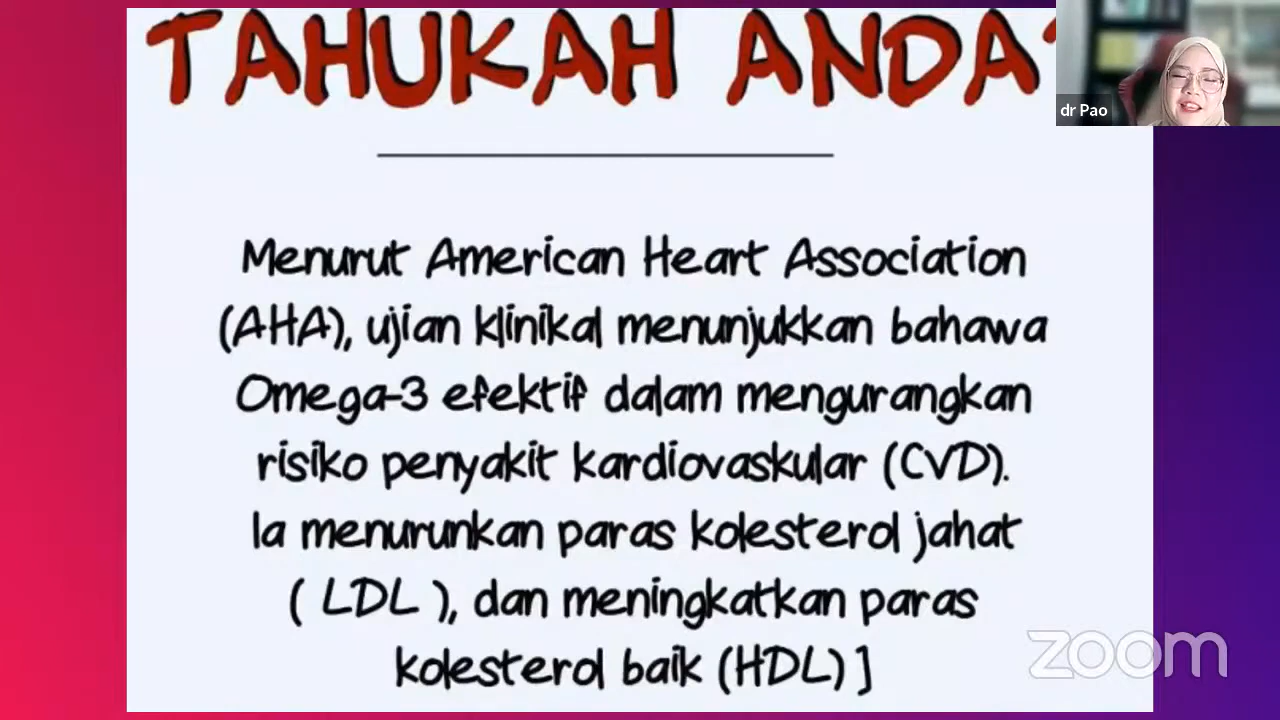 TAHUKAH ANDA?
dr Pao
Menurut American Heart Association
(AHA), ujian klinikal menunjukkan bahawa
Omega-3 efektif dalam mengurangkan
risiko penyakit kardiovaskular (CVD).
Ia menurunkan paras kolesterol jahat
( LDL ), dan meningkatkan paras
kolesterol baik (HDL) ]
zoom